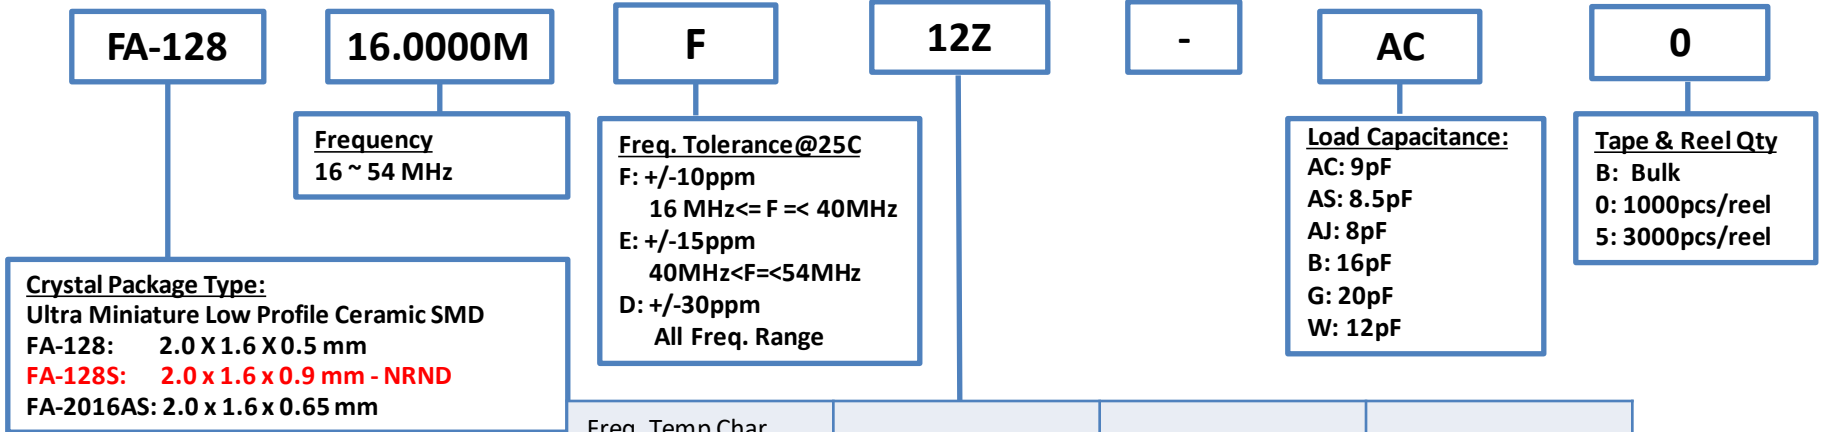 FA-128
16.0000M
F
12Z
-
AC
0
Frequency
16 ~ 54 MHz
Freq. Tolerance@25C
F: +/-10ppm
16 MHz<= F =< 40MHz
E: +/-15ppm
40MHz<F=<54MHz
D: +/-30ppm
All Freq. Range
Load Capacitance:
AC: 9pF
AS: 8.5pF
AJ: 8pF
B: 16pF
G: 20pF
W: 12pF
Tape & Reel Qty
B: Bulk
0: 1000pcs/reel
5: 3000pcs/reel
Crystal Package Type:
Ultra Miniature Low Profile Ceramic SMD
FA-128: 2.0 X 1.6 X 0.5 mm
FA-128S: 2.0 x 1.6 x 0.9 mm - NRND
FA-2016AS: 2.0 x 1.6 x 0.65 mm
Freq. Temp Char